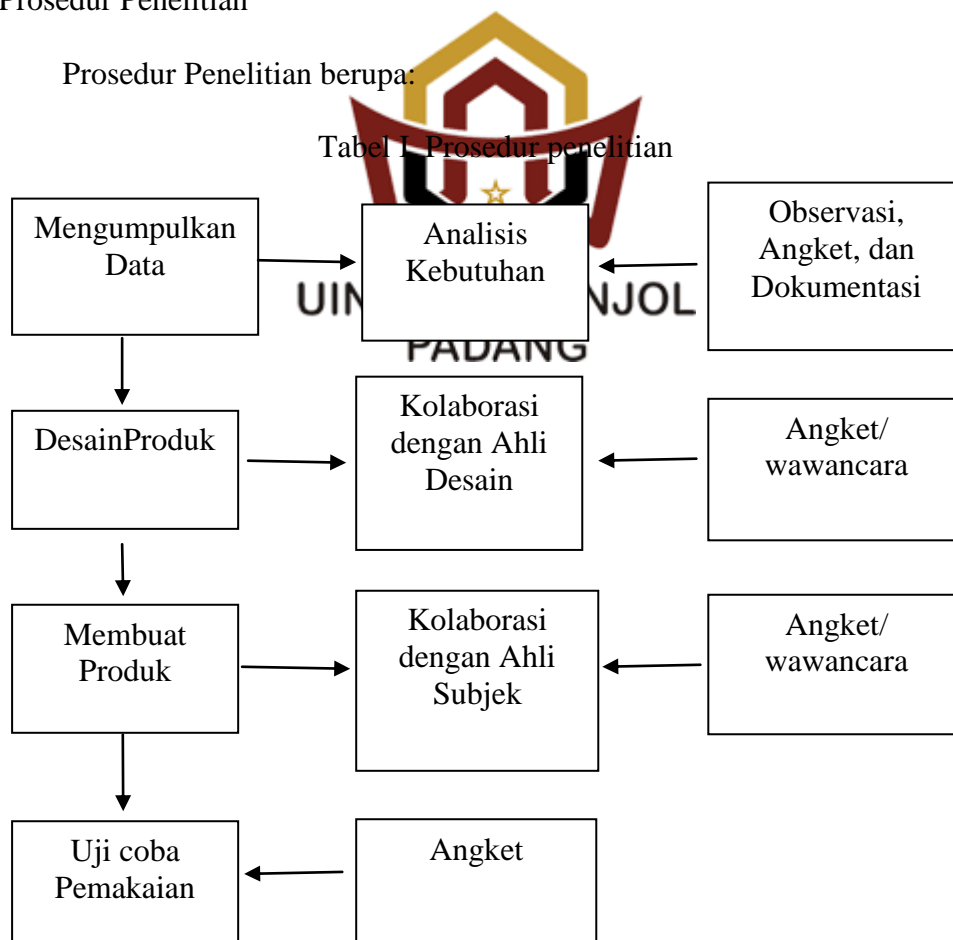 Prosedur Penelitian
Prosedur Penelitian berupa:
Tabel I Prosedur penelitian
Mengumpulkan
Data
Analisis
Kebutuhan
Observasi,
Angket, dan
Dokumentasi
UIN
NJOL
PADANG
DesainProduk
Kolaborasi
dengan Ahli
Desain
Angket/
wawancara
Membuat
Produk
Kolaborasi
dengan Ahli
Subjek
Angket/
wawancara
Uji coba
Pemakaian
Angket